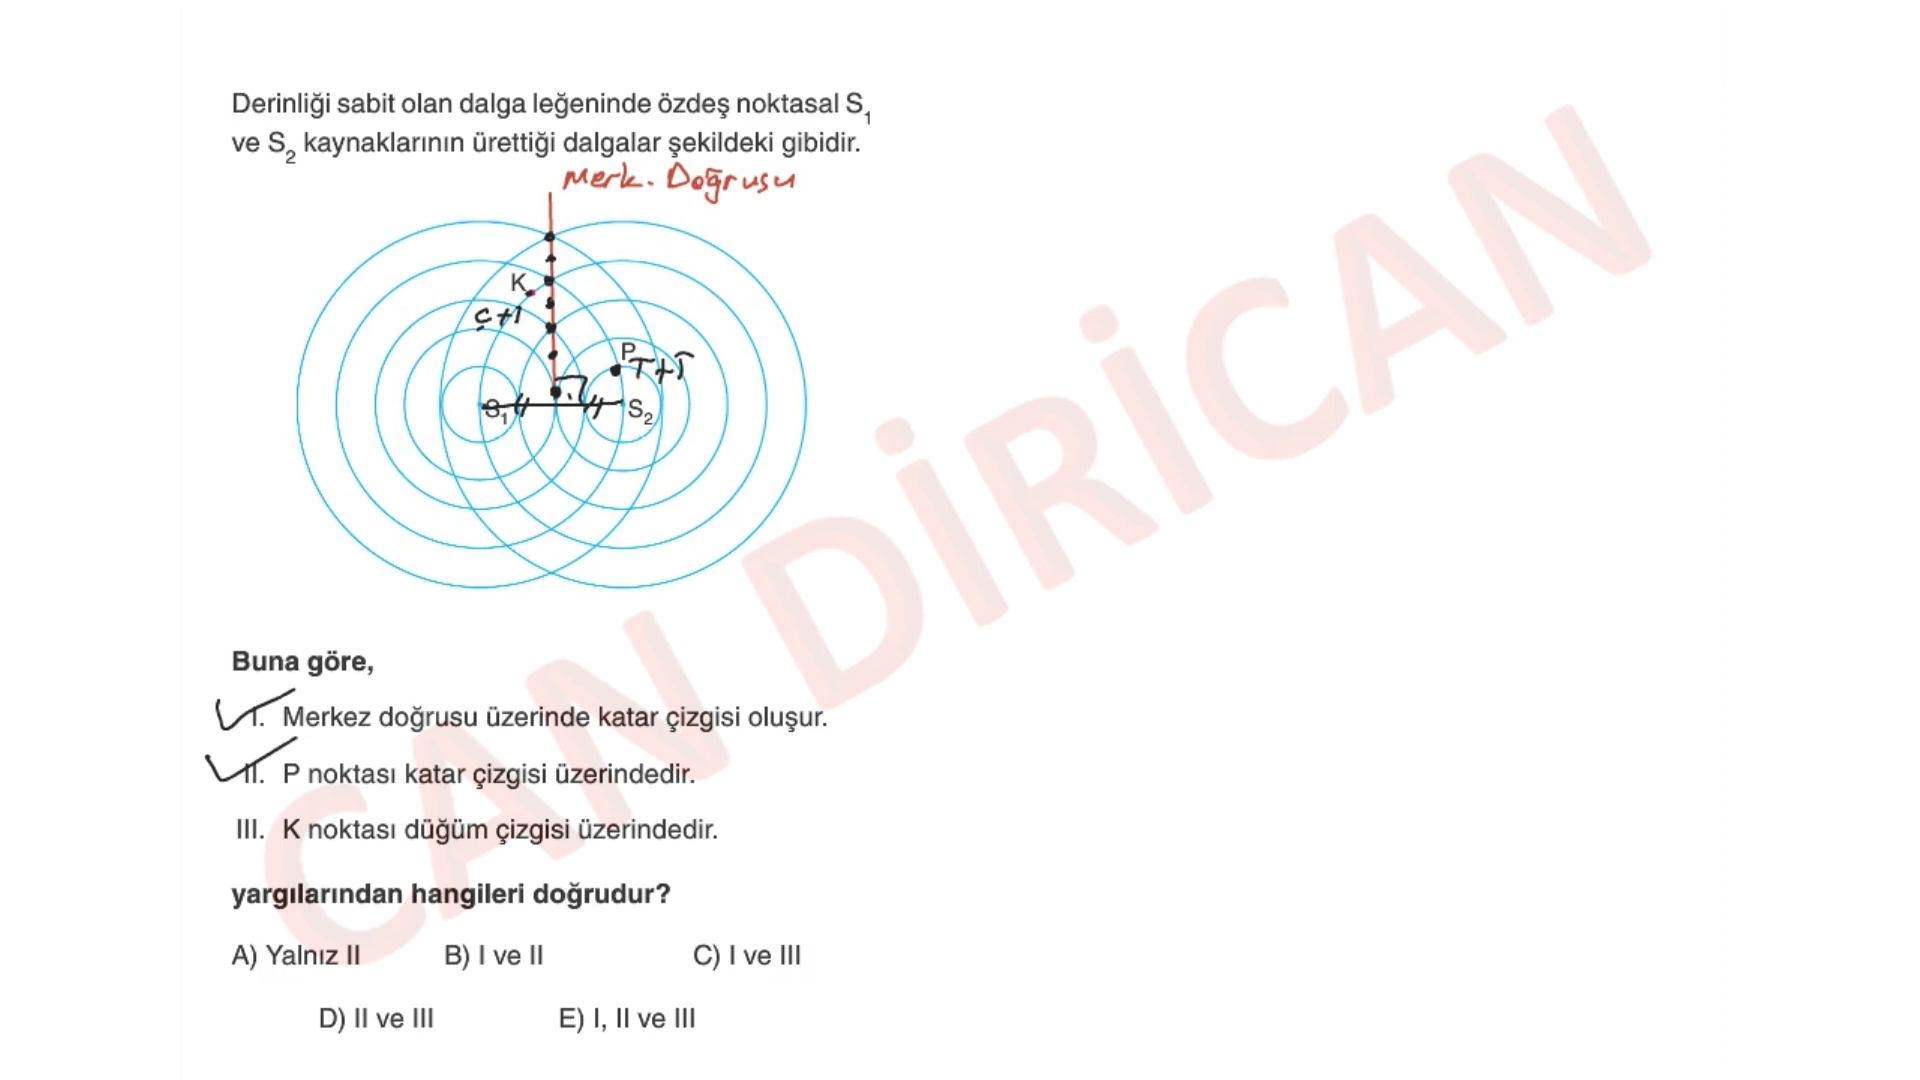 Derinliği sabit olan dalga leğeninde özdeş noktasal S1
ve S2 kaynaklarının ürettiği dalgalar şekildeki gibidir.
Merk. Doğrusu
K
ç+T
P
T+T
S1
S2
Buna göre,
I. Merkez doğrusu üzerinde katar çizgisi oluşur.
II. P noktası katar çizgisi üzerindedir.
III. K noktası düğüm çizgisi üzerindedir.
yargılarından hangileri doğrudur?
A) Yalnız II B) I ve II C) I ve III
D) II ve III E) I, II ve III
CAN DİRİCAN